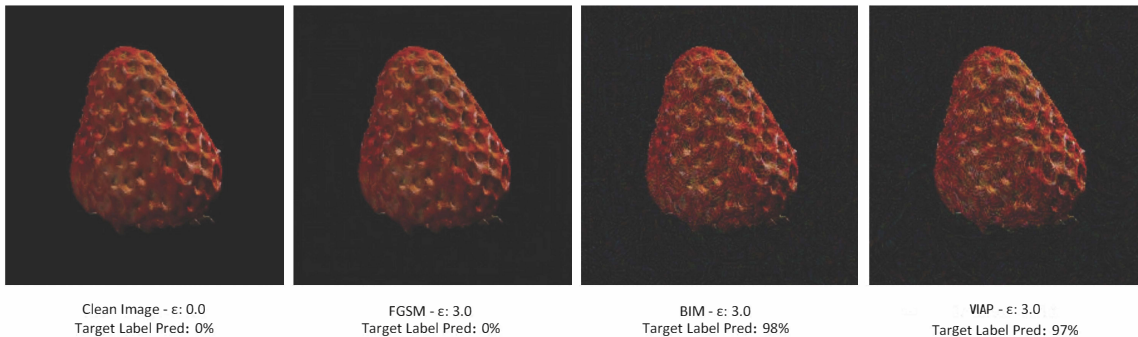 Clean Image - ε: 0.0
Target Label Pred: 0%
FGSM - ε: 3.0
Target Label Pred: 0%
BIM - ε: 3.0
Target Label Pred: 98%
VIAP - ε: 3.0
Target Label Pred: 97%